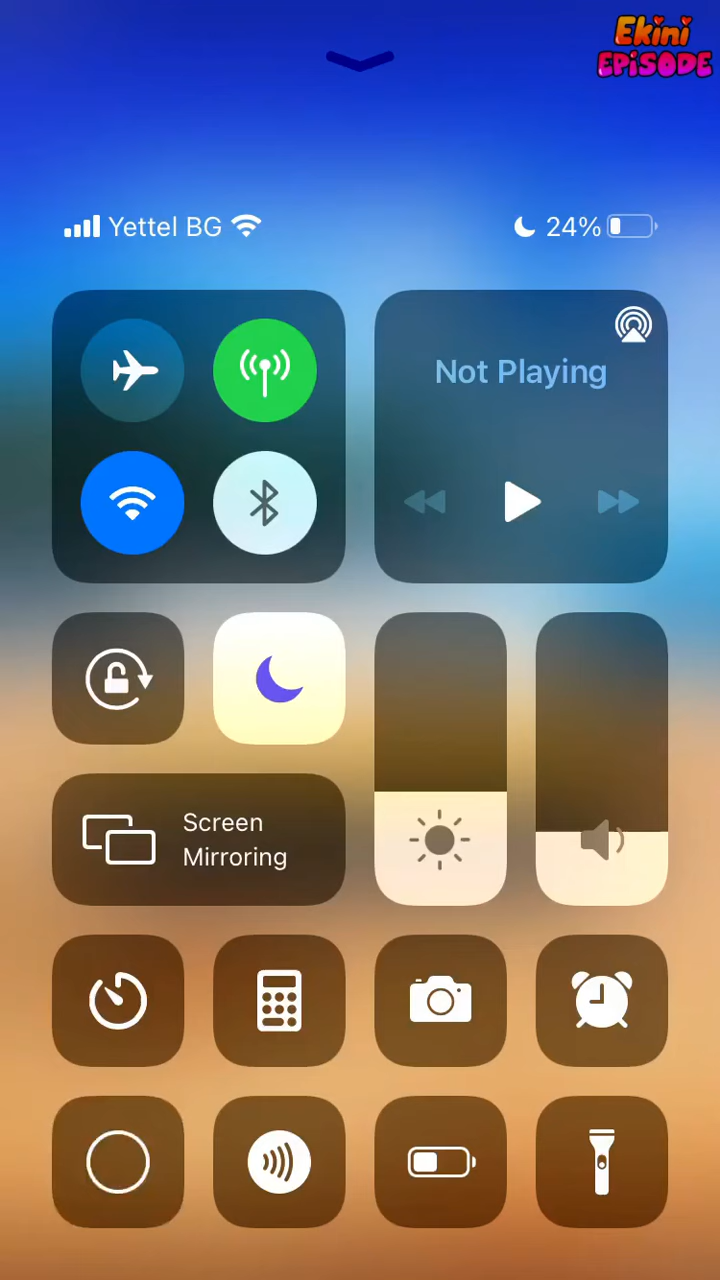 Ekini
EPiSODE
Yettel BG
24%
Not Playing
Screen
Mirroring